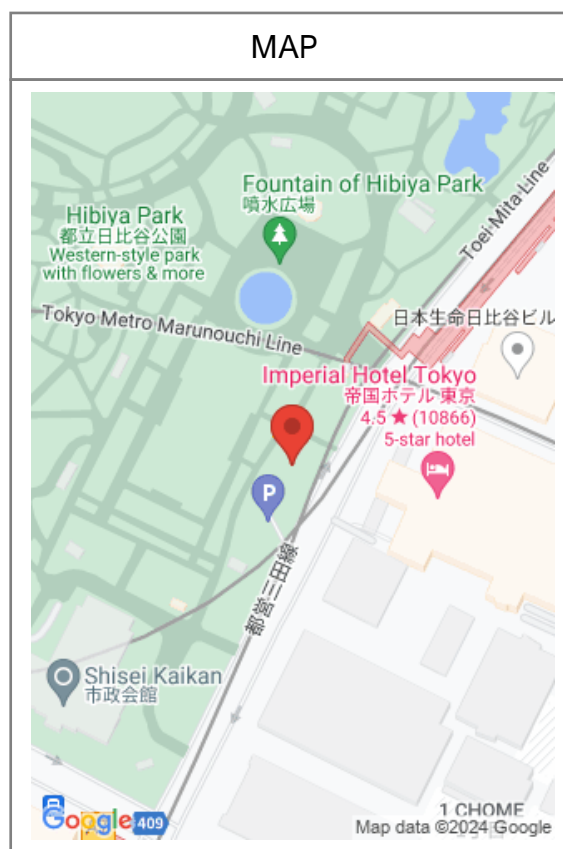 MAP
Fountain of Hibiya Park
噴水広場
Hibiya Park
都立日比谷公園
Western-style park
with flowers & more
Toei Mita Line
Tokyo Metro Marunouchi Line
日本生命日比谷ビル
Imperial Hotel Tokyo
帝国ホテル 東京
4.5 ★ (10866)
5-star hotel
P
都営三田線
Shisei Kaikan
市政会館
1 CHOME
Google
409
Map data ©2024 Google